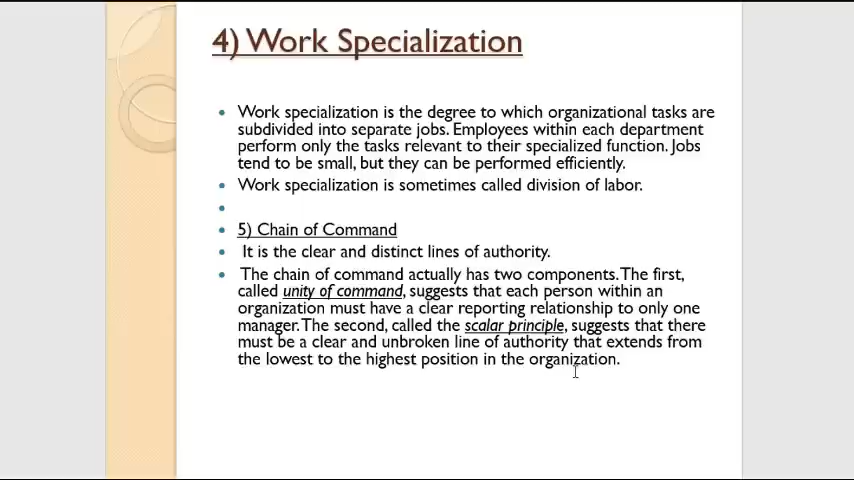 4) Work Specialization
Work specialization is the degree to which organizational tasks are
subdivided into separate jobs. Employees within each department
perform only the tasks relevant to their specialized function. Jobs
tend to be small, but they can be performed efficiently.
Work specialization is sometimes called division of labor.
5) Chain of Command
It is the clear and distinct lines of authority.
The chain of command actually has two components. The first,
called unity of command, suggests that each person within an
organization must have a clear reporting relationship to only one
manager. The second, called the scalar principle, suggests that there
must be a clear and unbroken line of authority that extends from
the lowest to the highest position in the organization.